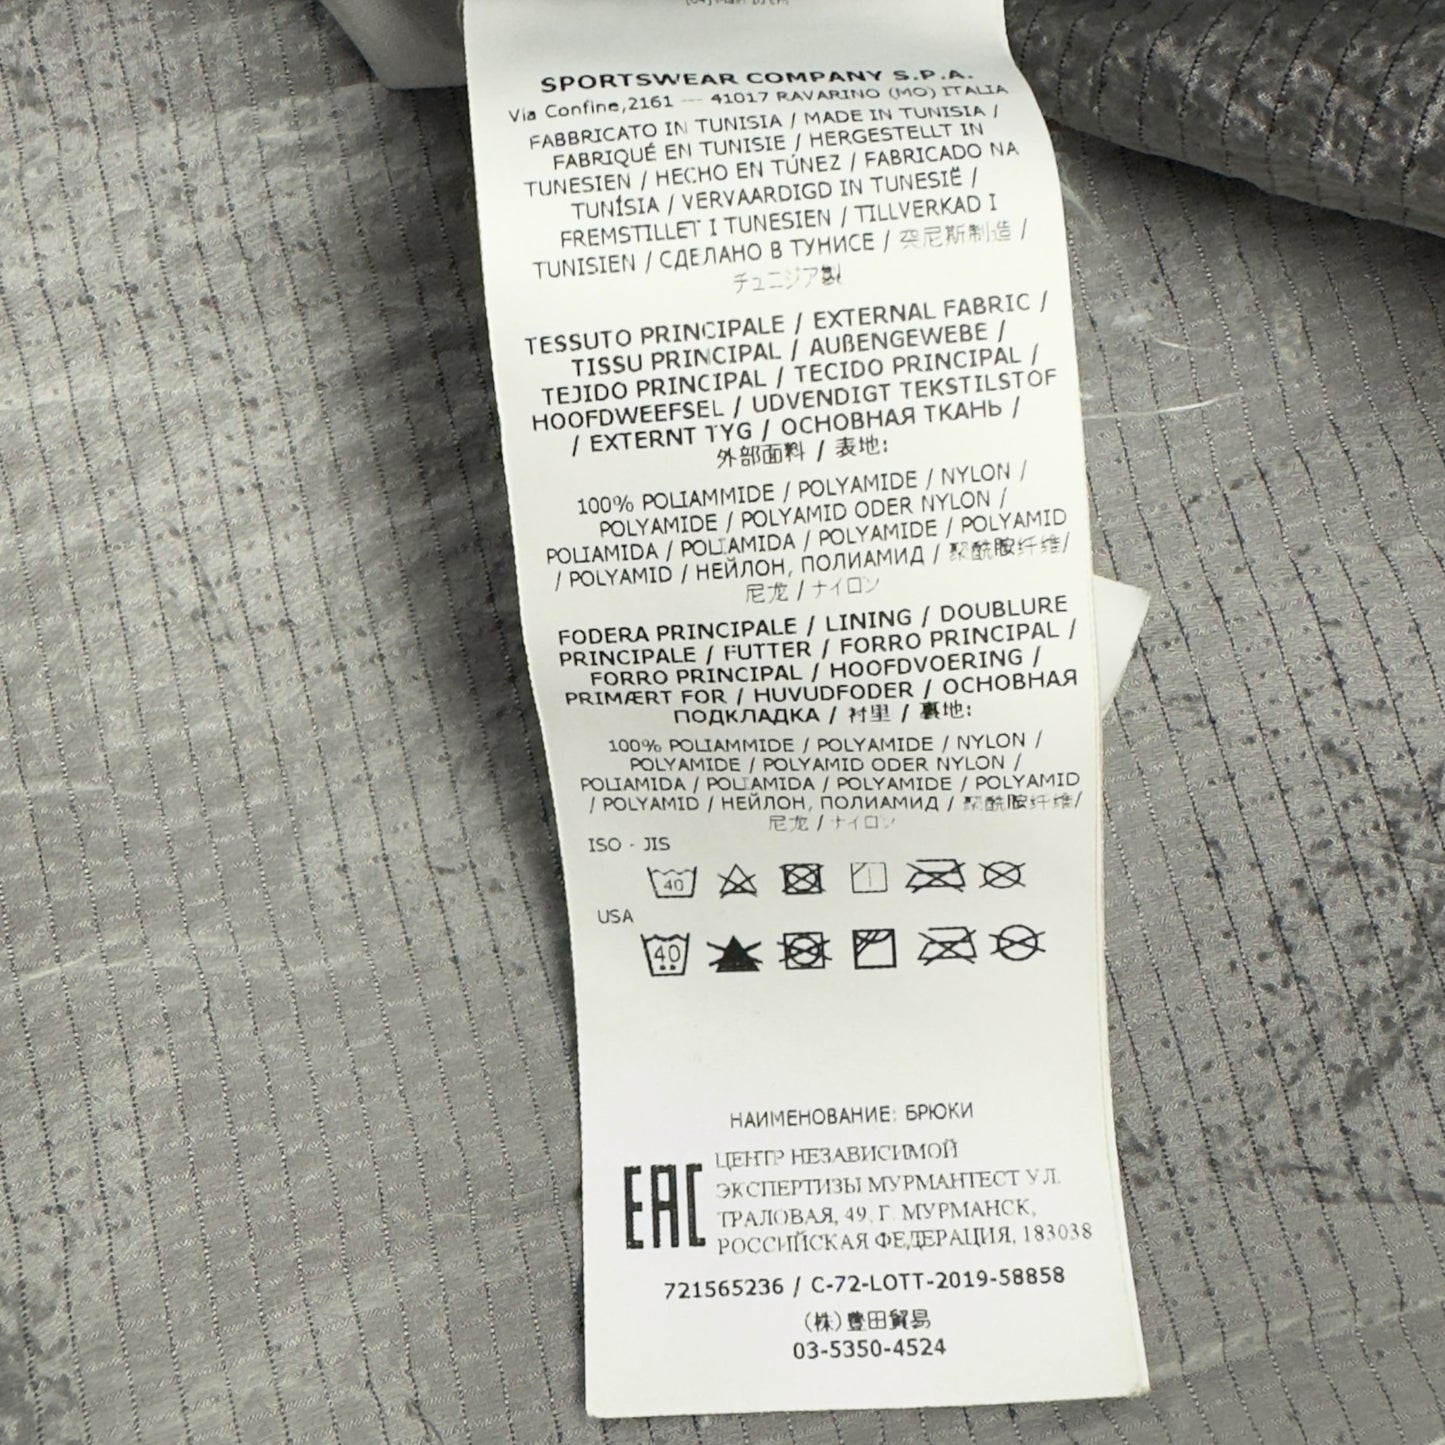 SPORTSWEAR COMPANY S.P.A.
Via Confine,2161 --- 41017 RAVARINO (MO) ITALIA
FABBRICATO IN TUNISIA / MADE IN TUNISIA /
FABRIQUÉ EN TUNISIE / HERGESTELLT IN
TUNESIEN / HECHO EN TÚNEZ / FABRICADO NA
TUNÍSIA / VERVAARDIGD IN TUNESIË /
FREMSTILLET I TUNESIEN / TILLVERKAD I
TUNISIEN / СДЕЛАНО В ТУНИСЕ / 突尼斯制造 /
チュニジア製
TESSUTO PRINCIPALE / EXTERNAL FABRIC /
TISSU PRINCIPAL / AUßENGEWEBE /
TEJIDO PRINCIPAL / TECIDO PRINCIPAL /
HOOFDWEEFSEL / UDVENDIGT TEKSTILSTOF
/ EXTERNT TYG / ОСНОВНАЯ ТКАНЬ /
外部面料 / 表地:
100% POLIAMMIDE / POLYAMIDE / NYLON /
POLYAMIDE / POLYAMID ODER NYLON /
POLIAMIDA / POLIAMIDA / POLYAMIDE / POLYAMID
/ POLYAMID / НЕЙЛОН, ПОЛИАМИД / 聚酰胺纤维/
尼龙 / ナイロン
FODERA PRINCIPALE / LINING / DOUBLURE
PRINCIPALE / FUTTER / FORRO PRINCIPAL /
FORRO PRINCIPAL / HOOFDVOERING /
PRIMÆRT FOR / HUVUDFODER / ОСНОВНАЯ
ПОДКЛАДКА / 衬里 / 裏地:
100% POLIAMMIDE / POLYAMIDE / NYLON /
POLYAMIDE / POLYAMID ODER NYLON /
POLIAMIDA / POLIAMIDA / POLYAMIDE / POLYAMID
/ POLYAMID / НЕЙЛОН, ПОЛИАМИД / 聚酰胺纤维/
尼龙 / ナイロン
ISO - JIS
40
USA
40
НАИМЕНОВАНИЕ: БРЮКИ
EAC
ЦЕНТР НЕЗАВИСИМОЙ
ЭКСПЕРТИЗЫ МУРМАНТЕСТ УЛ.
ТРАЛОВАЯ, 49, Г. МУРМАНСК,
РОССИЙСКАЯ ФЕДЕРАЦИЯ, 183038
721565236 / C-72-LOTT-2019-58858
(株)豊田貿易
03-5350-4524